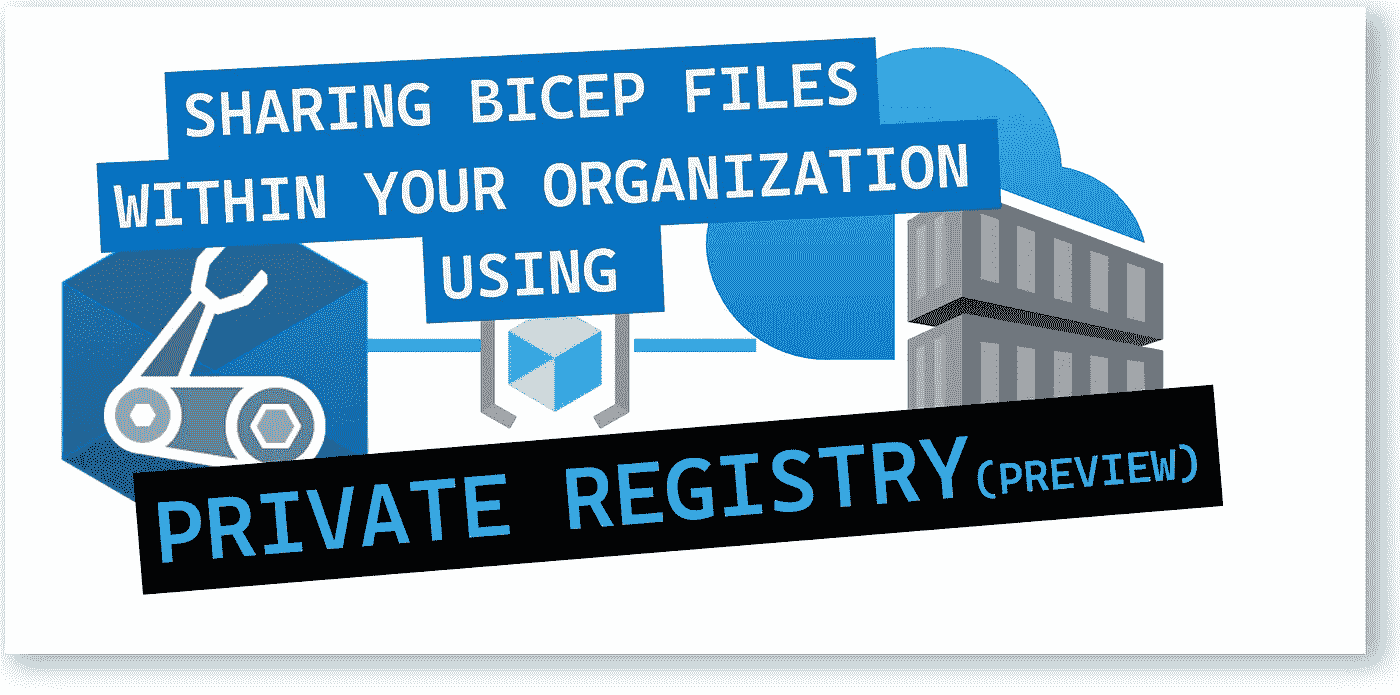 SHARING BICEP FILES
WITHIN YOUR ORGANIZATION
USING
PRIVATE REGISTRY(PREVIEW)